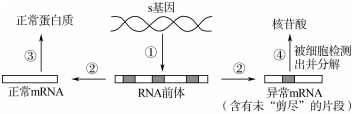 s基因
正常蛋白质
核苷酸
③
①
④
被细胞检测
出并分解
②
②
正常mRNA
RNA前体
异常mRNA
(含有未“剪尽”的片段)